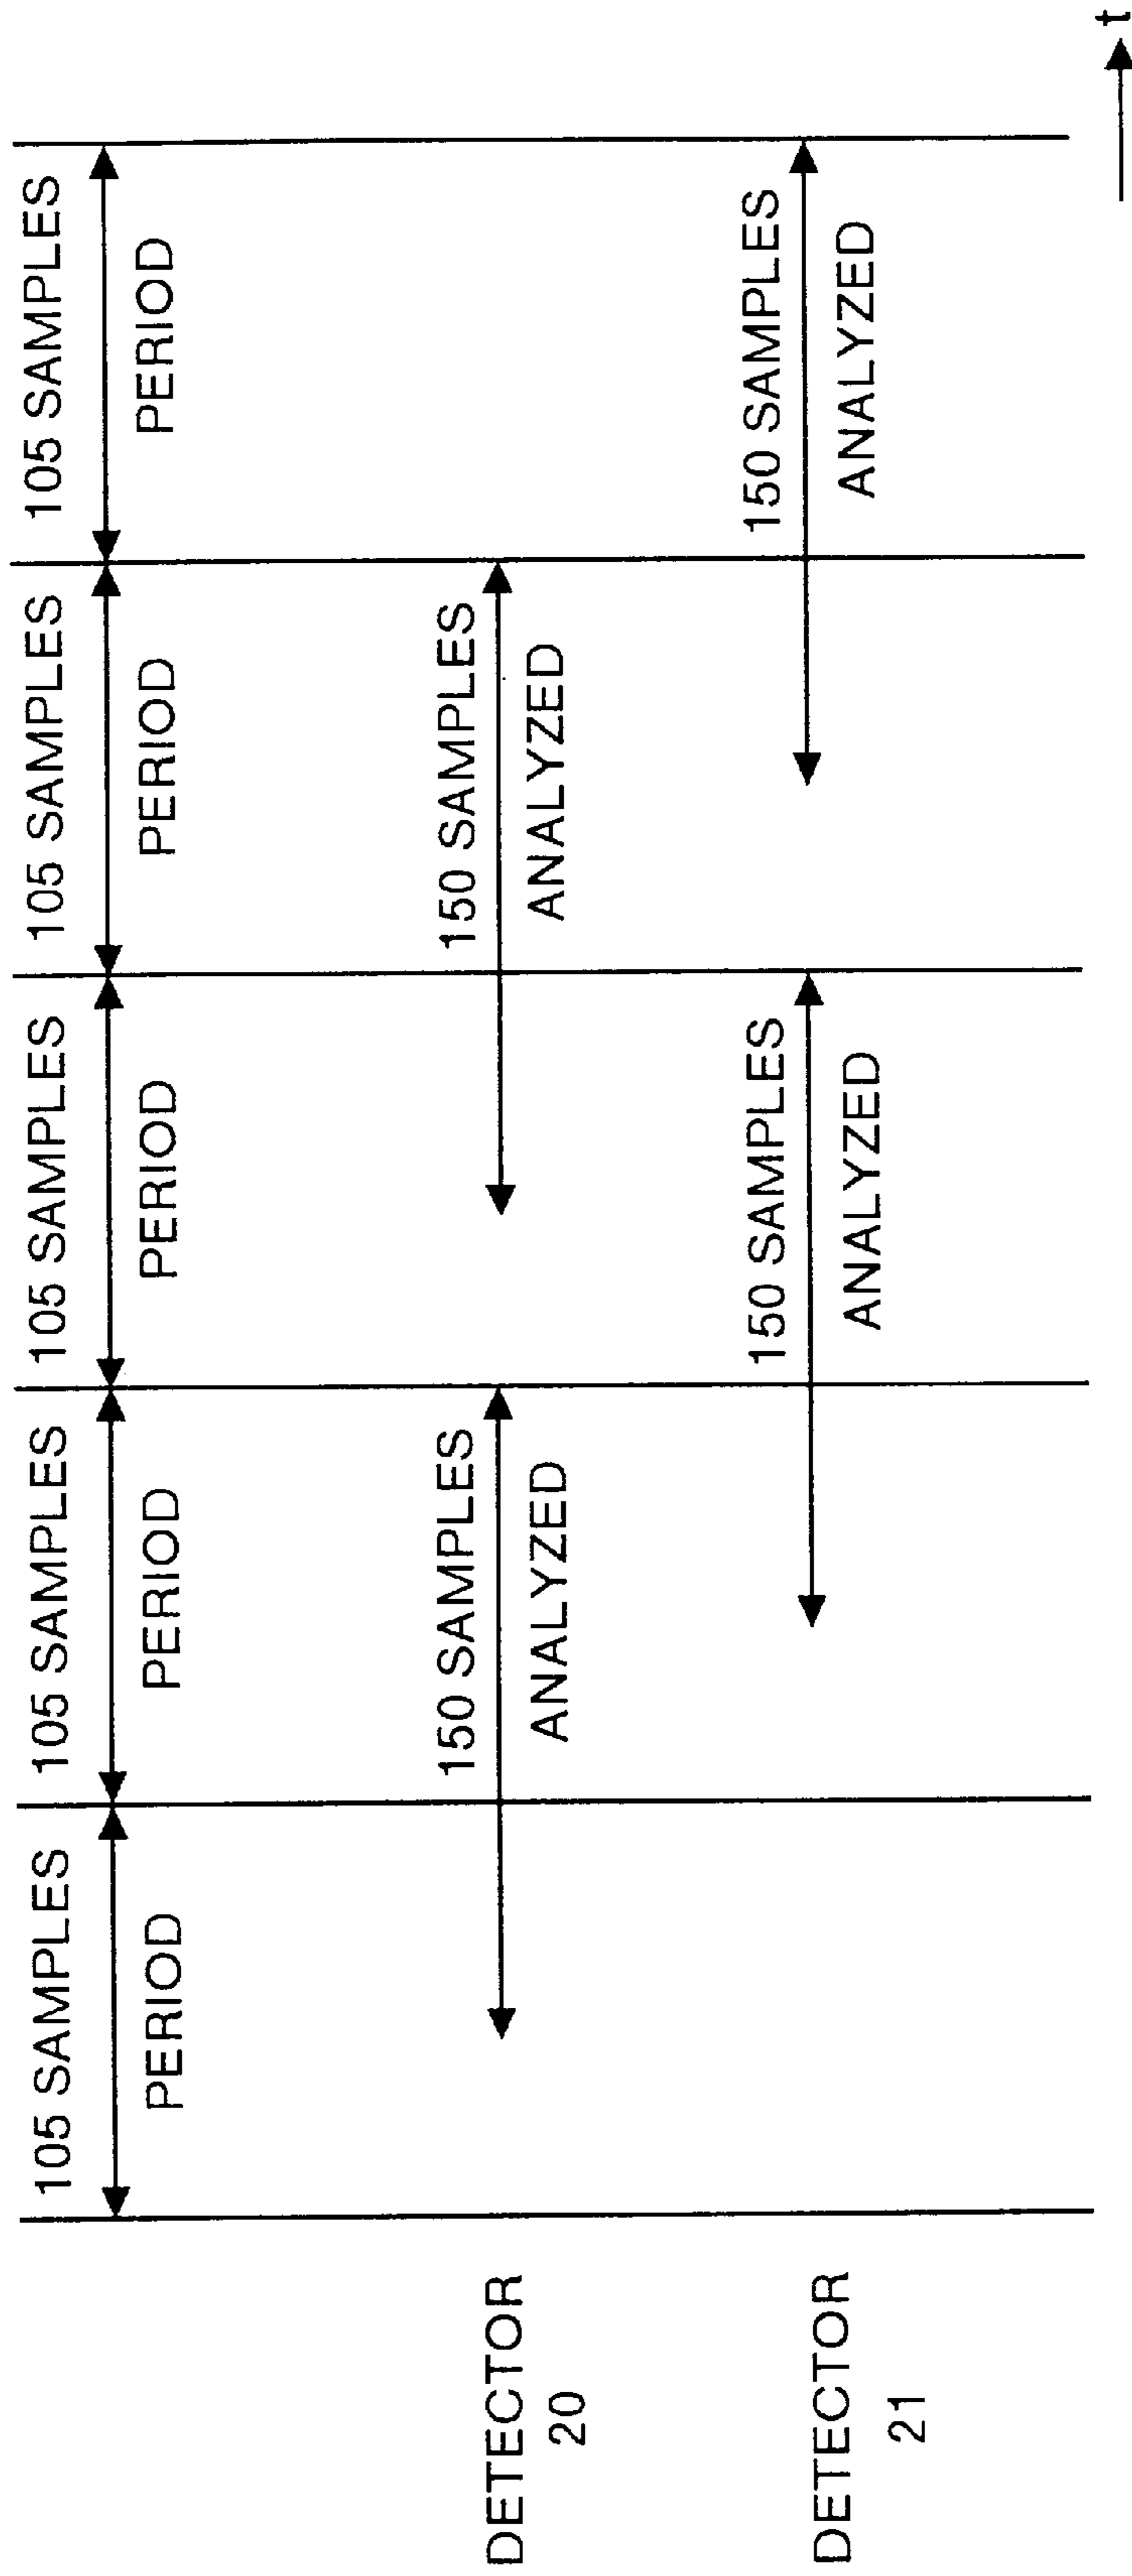 105 SAMPLES
PERIOD
105 SAMPLES
PERIOD
105 SAMPLES
PERIOD
105 SAMPLES
PERIOD
105 SAMPLES
PERIOD
DETECTOR
20
150 SAMPLES
ANALYZED
150 SAMPLES
ANALYZED
DETECTOR
21
150 SAMPLES
ANALYZED
150 SAMPLES
ANALYZED
t